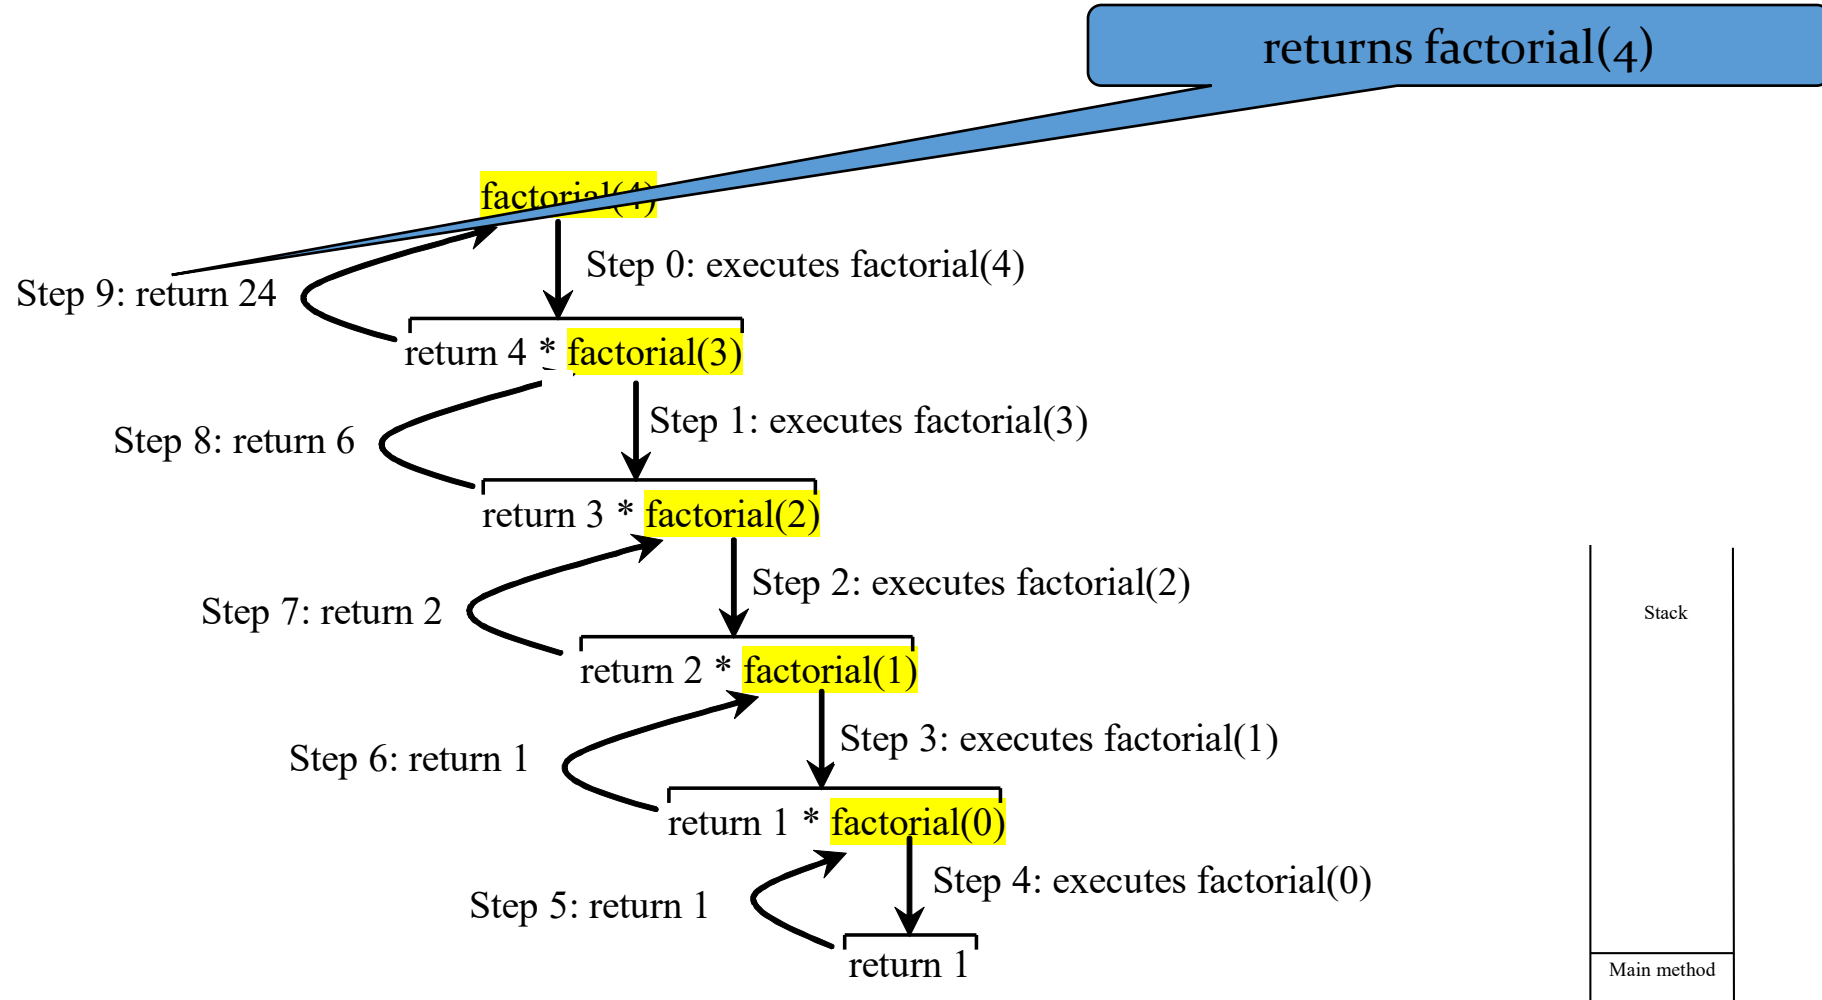 returns factorial(4)
factorial(4)
Step 0: executes factorial(4)
Step 9: return 24
return 4 * factorial(3)
Step 1: executes factorial(3)
Step 8: return 6
return 3 * factorial(2)
Step 2: executes factorial(2)
Step 7: return 2
return 2 * factorial(1)
Step 3: executes factorial(1)
Step 6: return 1
return 1 * factorial(0)
Step 4: executes factorial(0)
Step 5: return 1
return 1
Stack
Main method